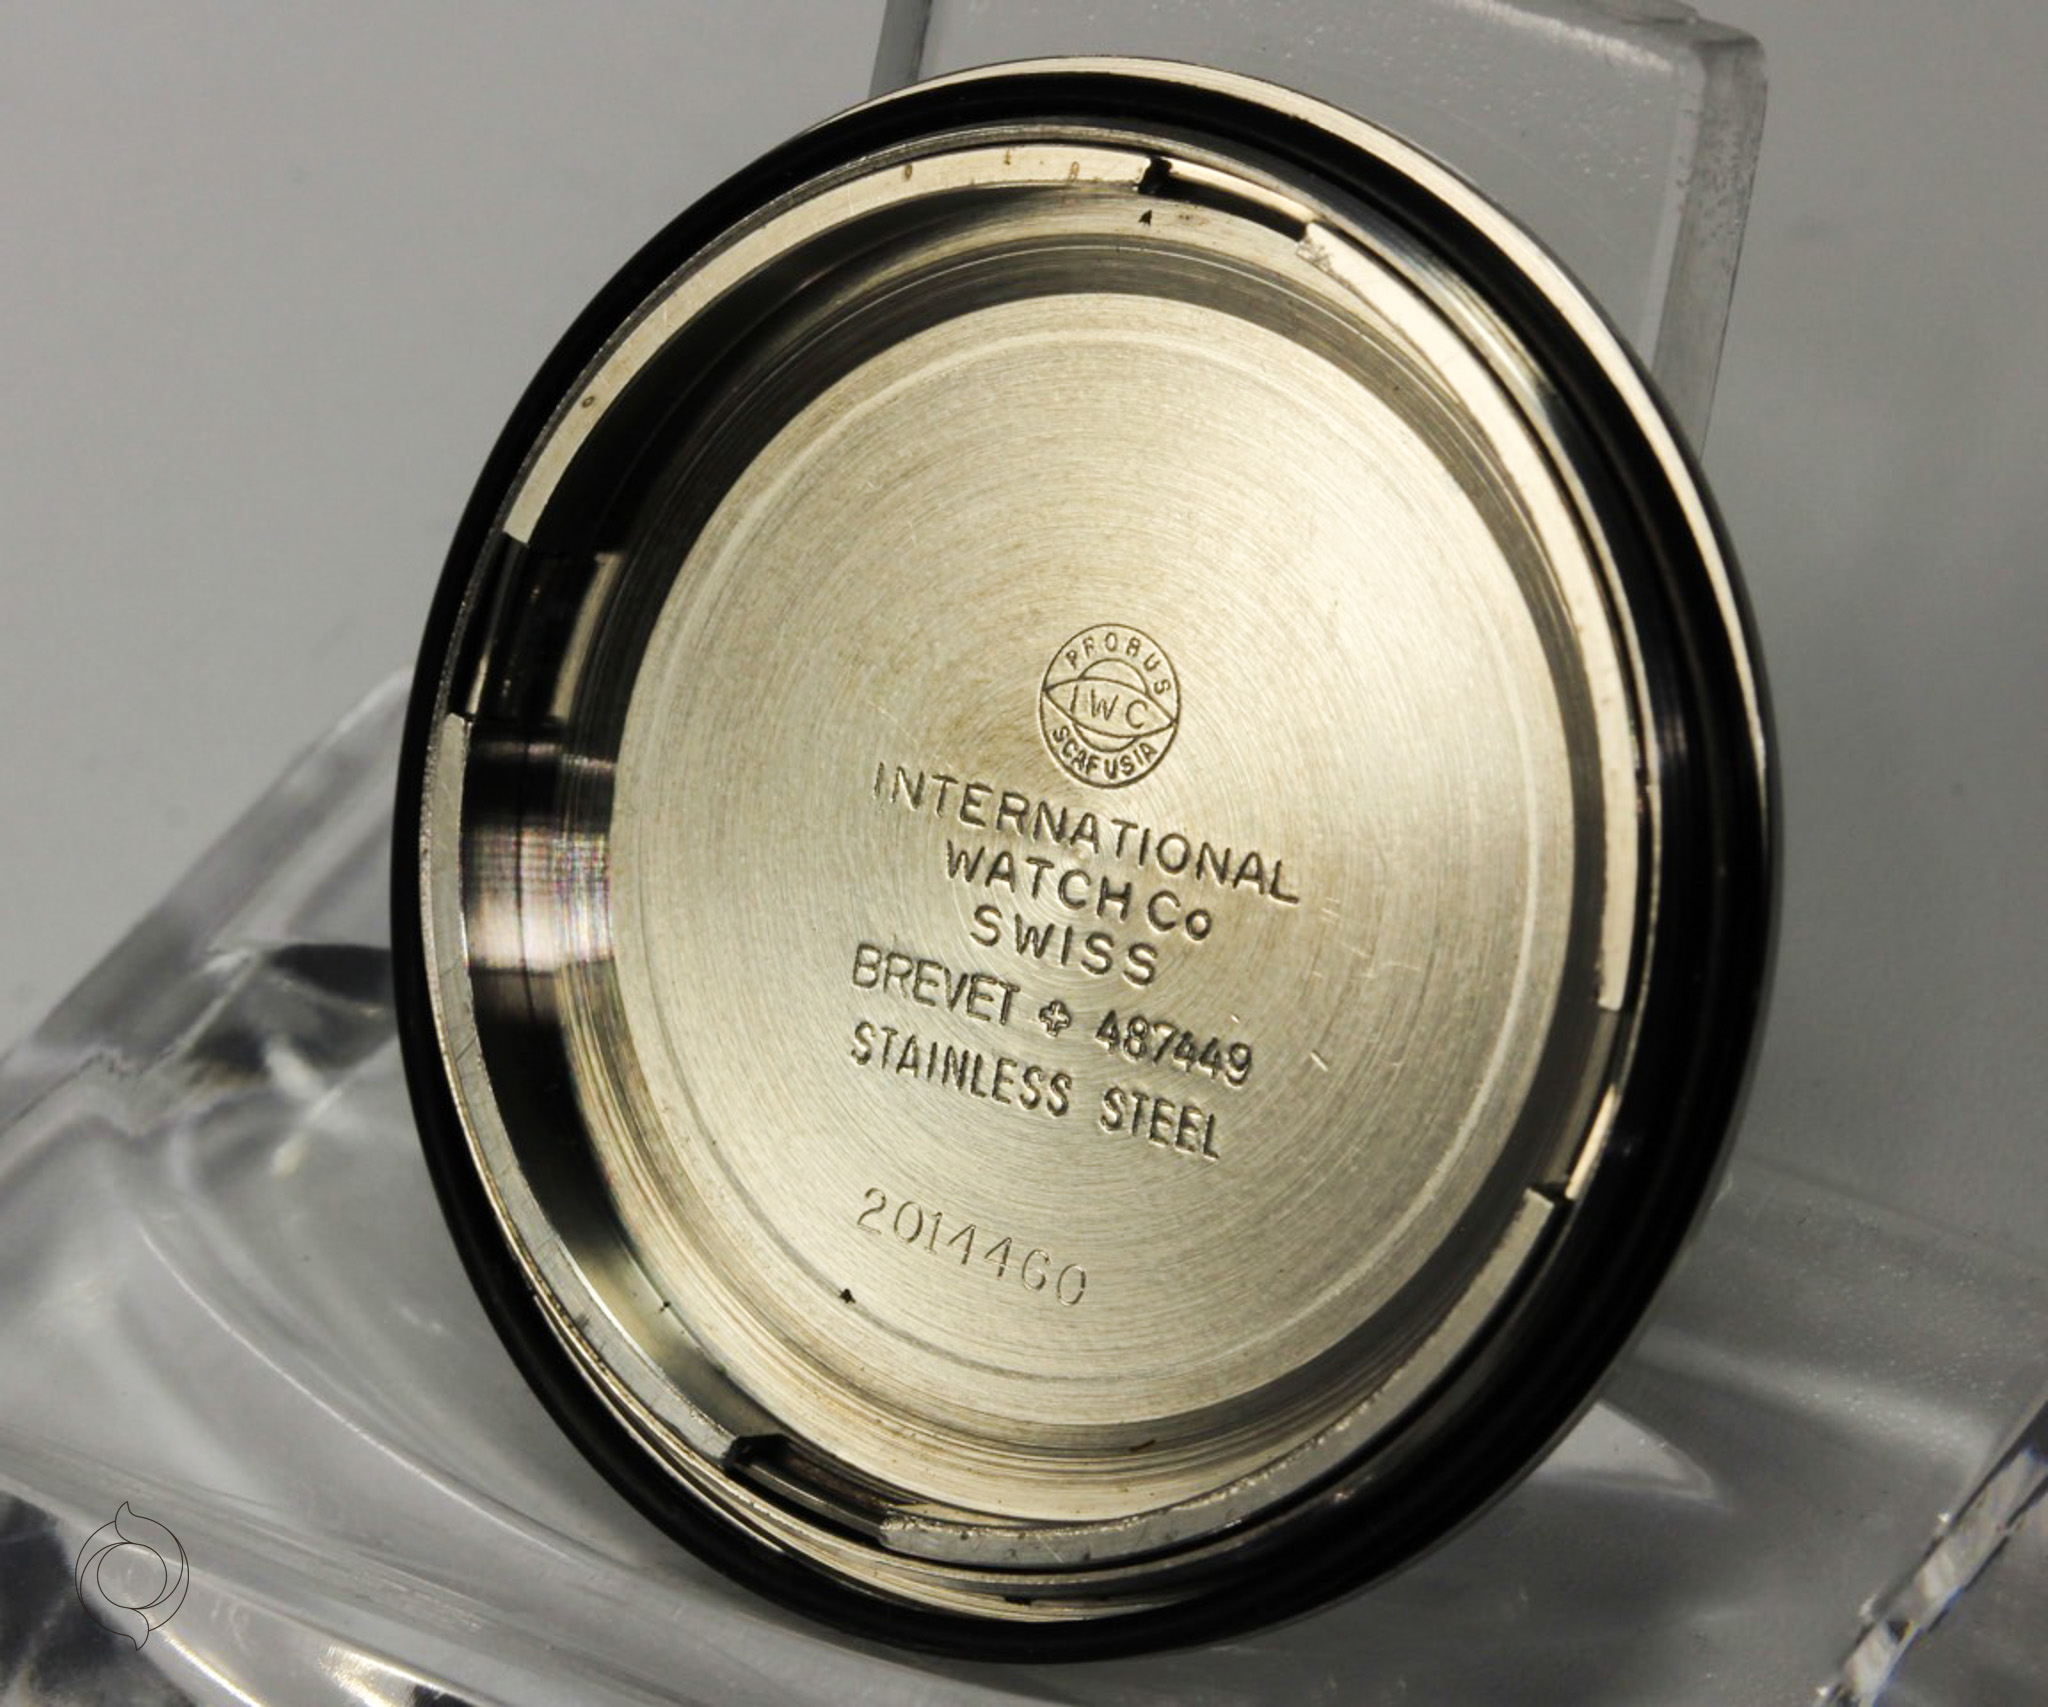 PROBUS
IWC
SCAFUSIA
INTERNATIONAL
WATCH Co
SWISS
BREVET ✚ 487449
STAINLESS STEEL
2014460